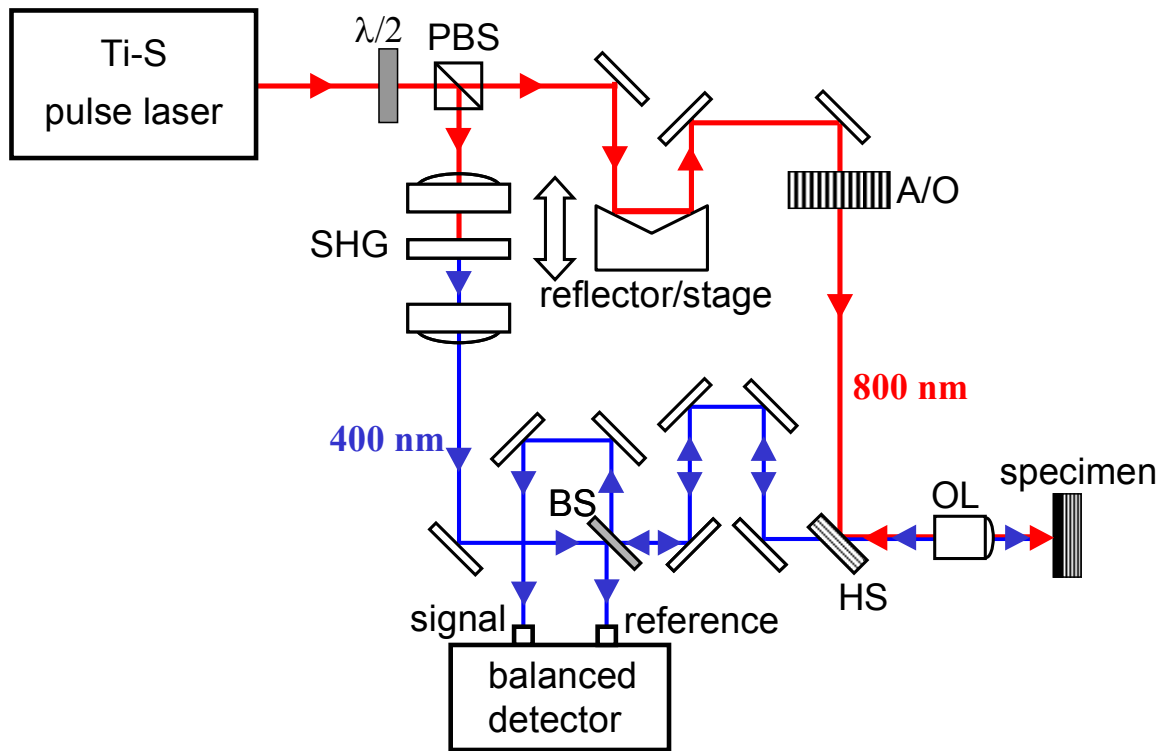 Ti-S
pulse laser
λ/2
PBS
A/O
SHG
reflector/stage
800 nm
400 nm
BS
OL
specimen
HS
signal
reference
balanced
detector